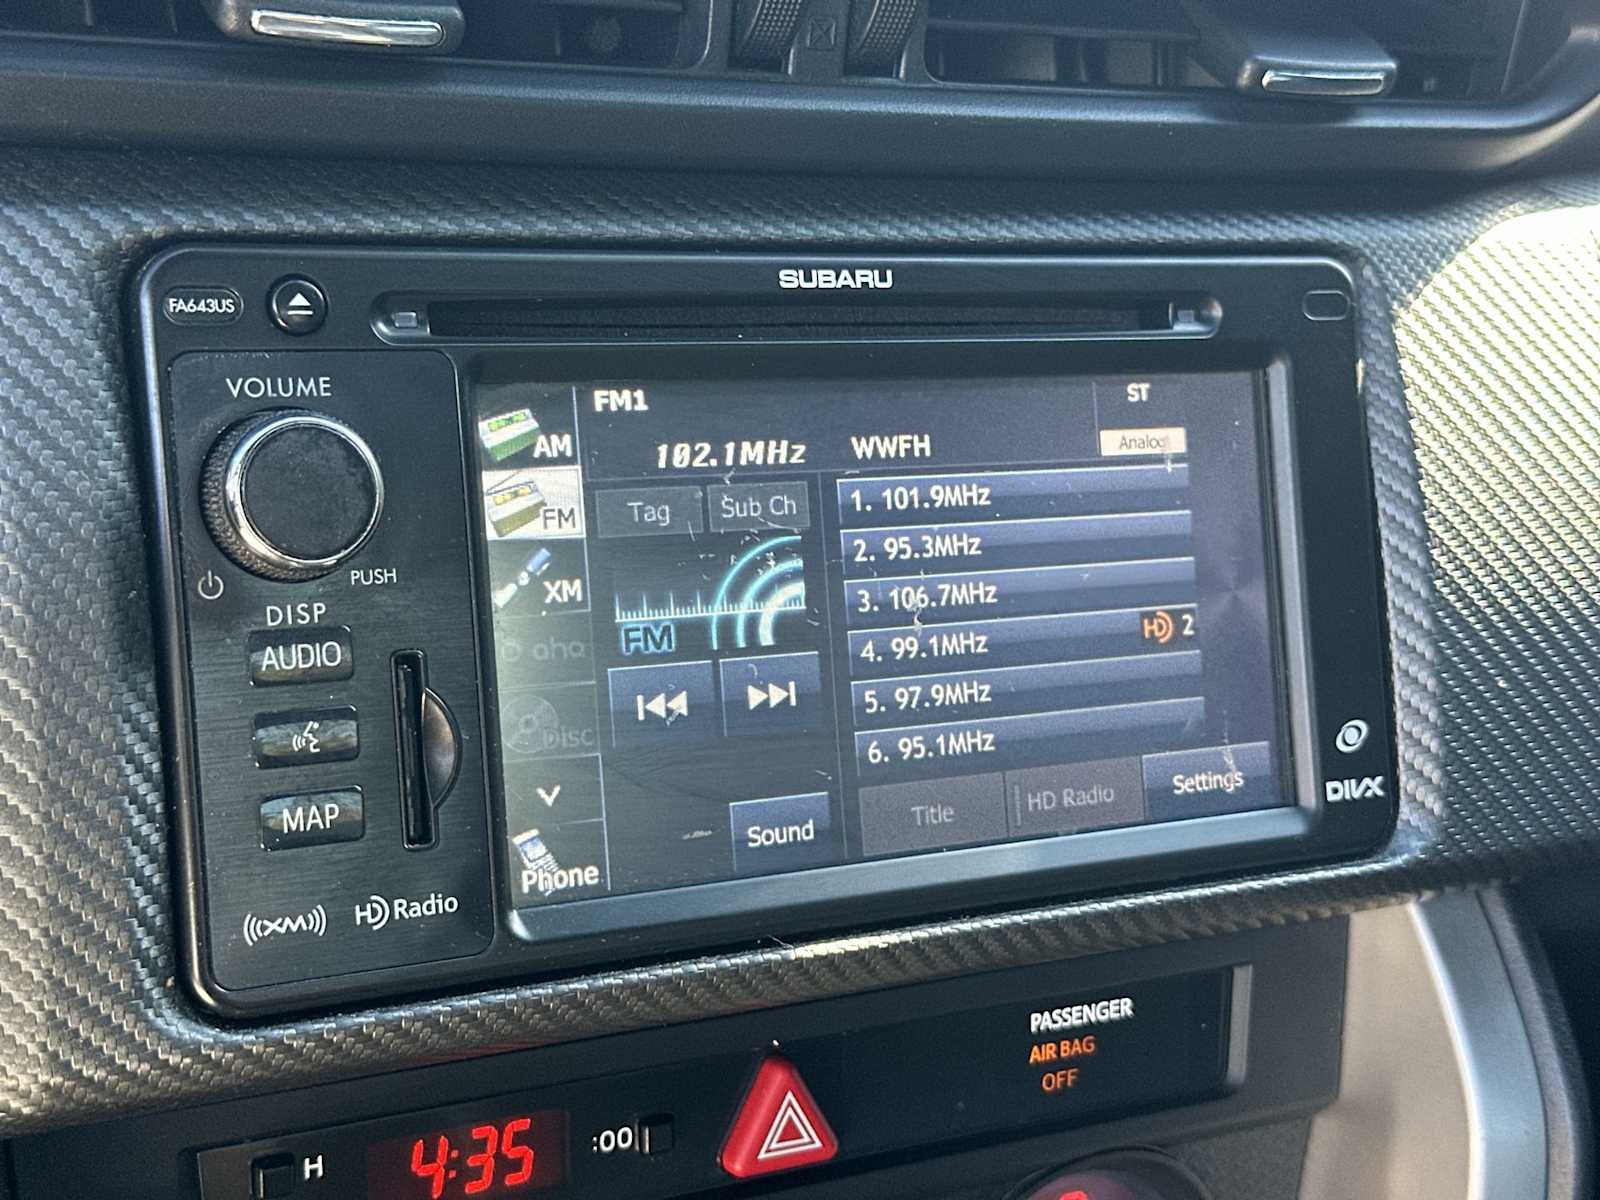 SUBARU
FA643US
VOLUME
PUSH
DISP
AUDIO
MAP
((XM))
HD Radio
FM1
ST
AM
102.1MHz
WWFH
Analog
FM
Tag
Sub Ch
1. 101.9MHz
2. 95.3MHz
XM
3. 106.7MHz
FM
4. 99.1MHz
HD 2
aha
5. 97.9MHz
Disc
6. 95.1MHz
Title
HD Radio
Settings
Sound
Phone
DIVX
PASSENGER
AIR BAG
OFF
H
4:35
:00